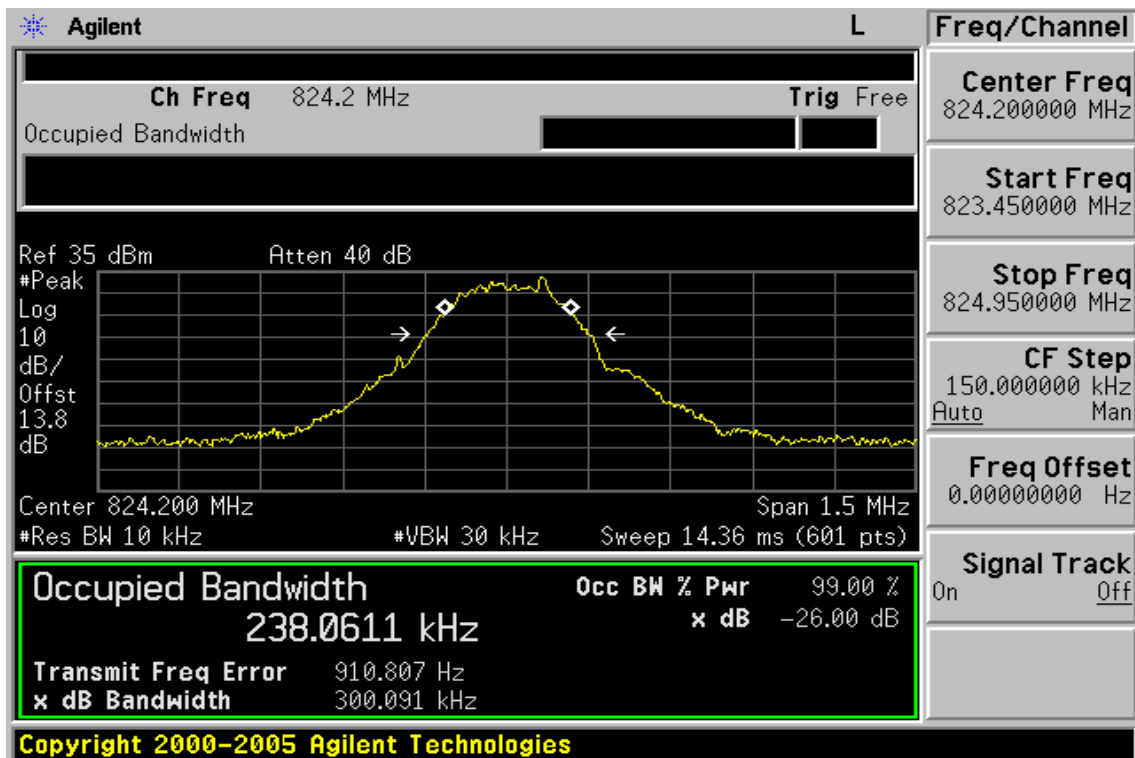 Agilent
L
Freq/Channel
Ch Freq 824.2 MHz
Trig Free
Occupied Bandwidth
Center Freq
824.200000 MHz
Start Freq
823.450000 MHz
Stop Freq
824.950000 MHz
CF Step
150.000000 kHz
Auto Man
Freq Offset
0.00000000 Hz
Signal Track
On Off
Ref 35 dBm
Atten 40 dB
#Peak
Log
10
dB/
Offst
13.8
dB
Center 824.200 MHz
Span 1.5 MHz
#Res BW 10 kHz
#VBW 30 kHz
Sweep 14.36 ms (601 pts)
Occupied Bandwidth
238.0611 kHz
Occ BW % Pwr 99.00 %
x dB -26.00 dB
Transmit Freq Error 910.807 Hz
x dB Bandwidth 300.091 kHz
Copyright 2000-2005 Agilent Technologies